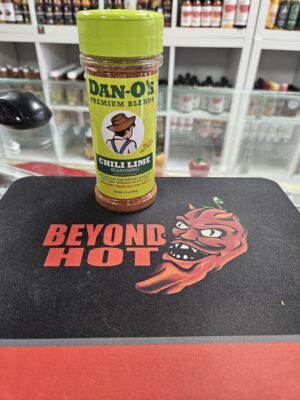 DAN-O'S
PREMIUM BLENDS
CHILI LIME
SEASONING
BEYOND
HOT